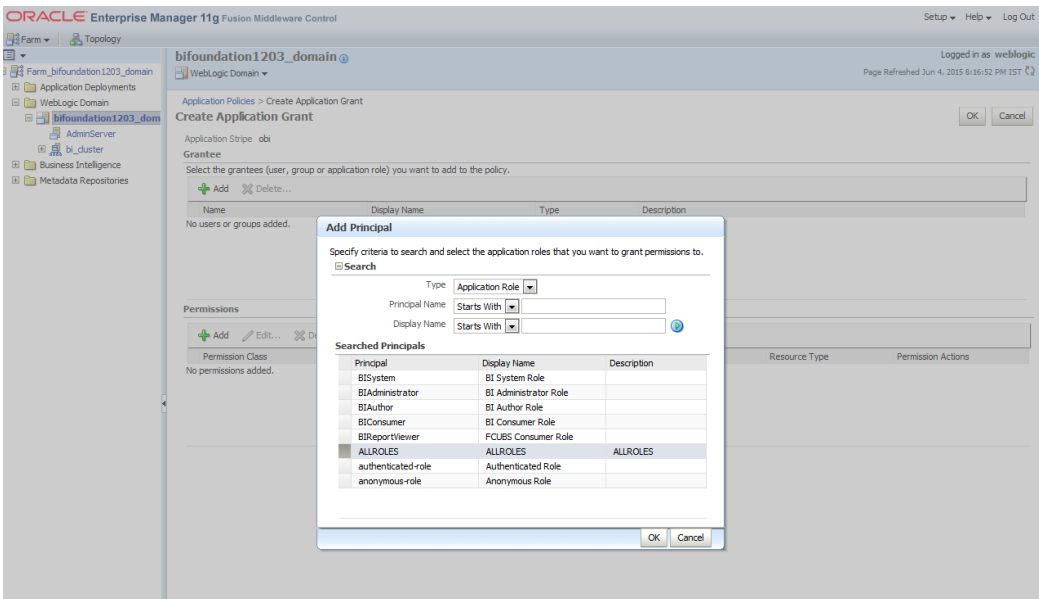 ORACLE Enterprise Manager 11g Fusion Middleware Control
Setup Help Log Out
Farm Topology
Farm_bifoundation1203_domain
Application Deployments
WebLogic Domain
bifoundation1203_dom
AdminServer
bi_cluster
Business Intelligence
Metadata Repositories
bifoundation1203_domain
Logged in as weblogic
WebLogic Domain
Page Refreshed Jun 4, 2015 8:16:52 PM IST
Application Policies > Create Application Grant
Create Application Grant
OK Cancel
Application Stripe obi
Grantee
Select the grantees (user, group or application role) you want to add to the policy.
Add Delete...
Name Display Name Type Description
No users or groups added.
Permissions
Add Edit... De
Permission Class Resource Type Permission Actions
No permissions added.
Add Principal
Specify criteria to search and select the application roles that you want to grant permissions to.
Search
Type Application Role
Principal Name Starts With
Display Name Starts With
Searched Principals
Principal Display Name Description
BISystem BI System Role
BIAdministrator BI Administrator Role
BIAuthor BI Author Role
BIConsumer BI Consumer Role
BIReportViewer FCUBS Consumer Role
ALLROLES ALLROLES ALLROLES
authenticated-role Authenticated Role
anonymous-role Anonymous Role
OK Cancel